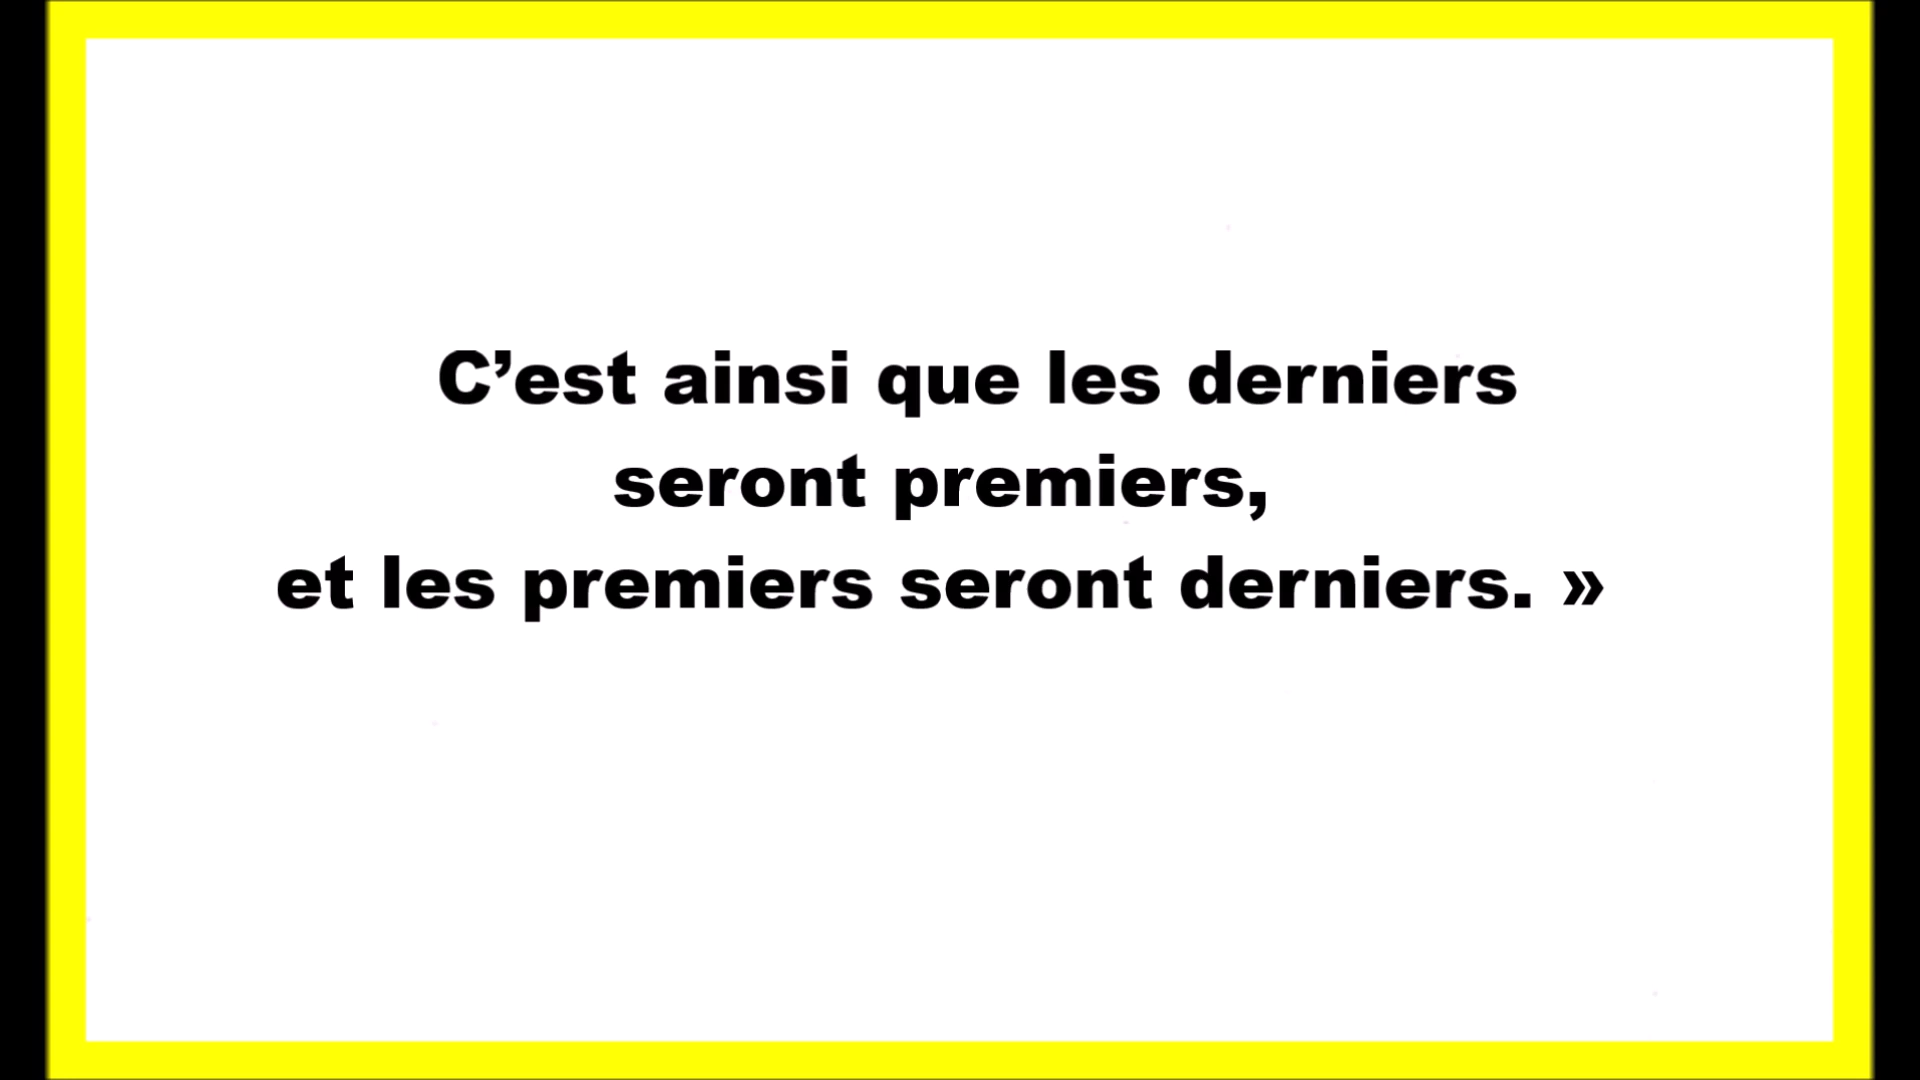 C’est ainsi que les derniers
seront premiers,
et les premiers seront derniers. »